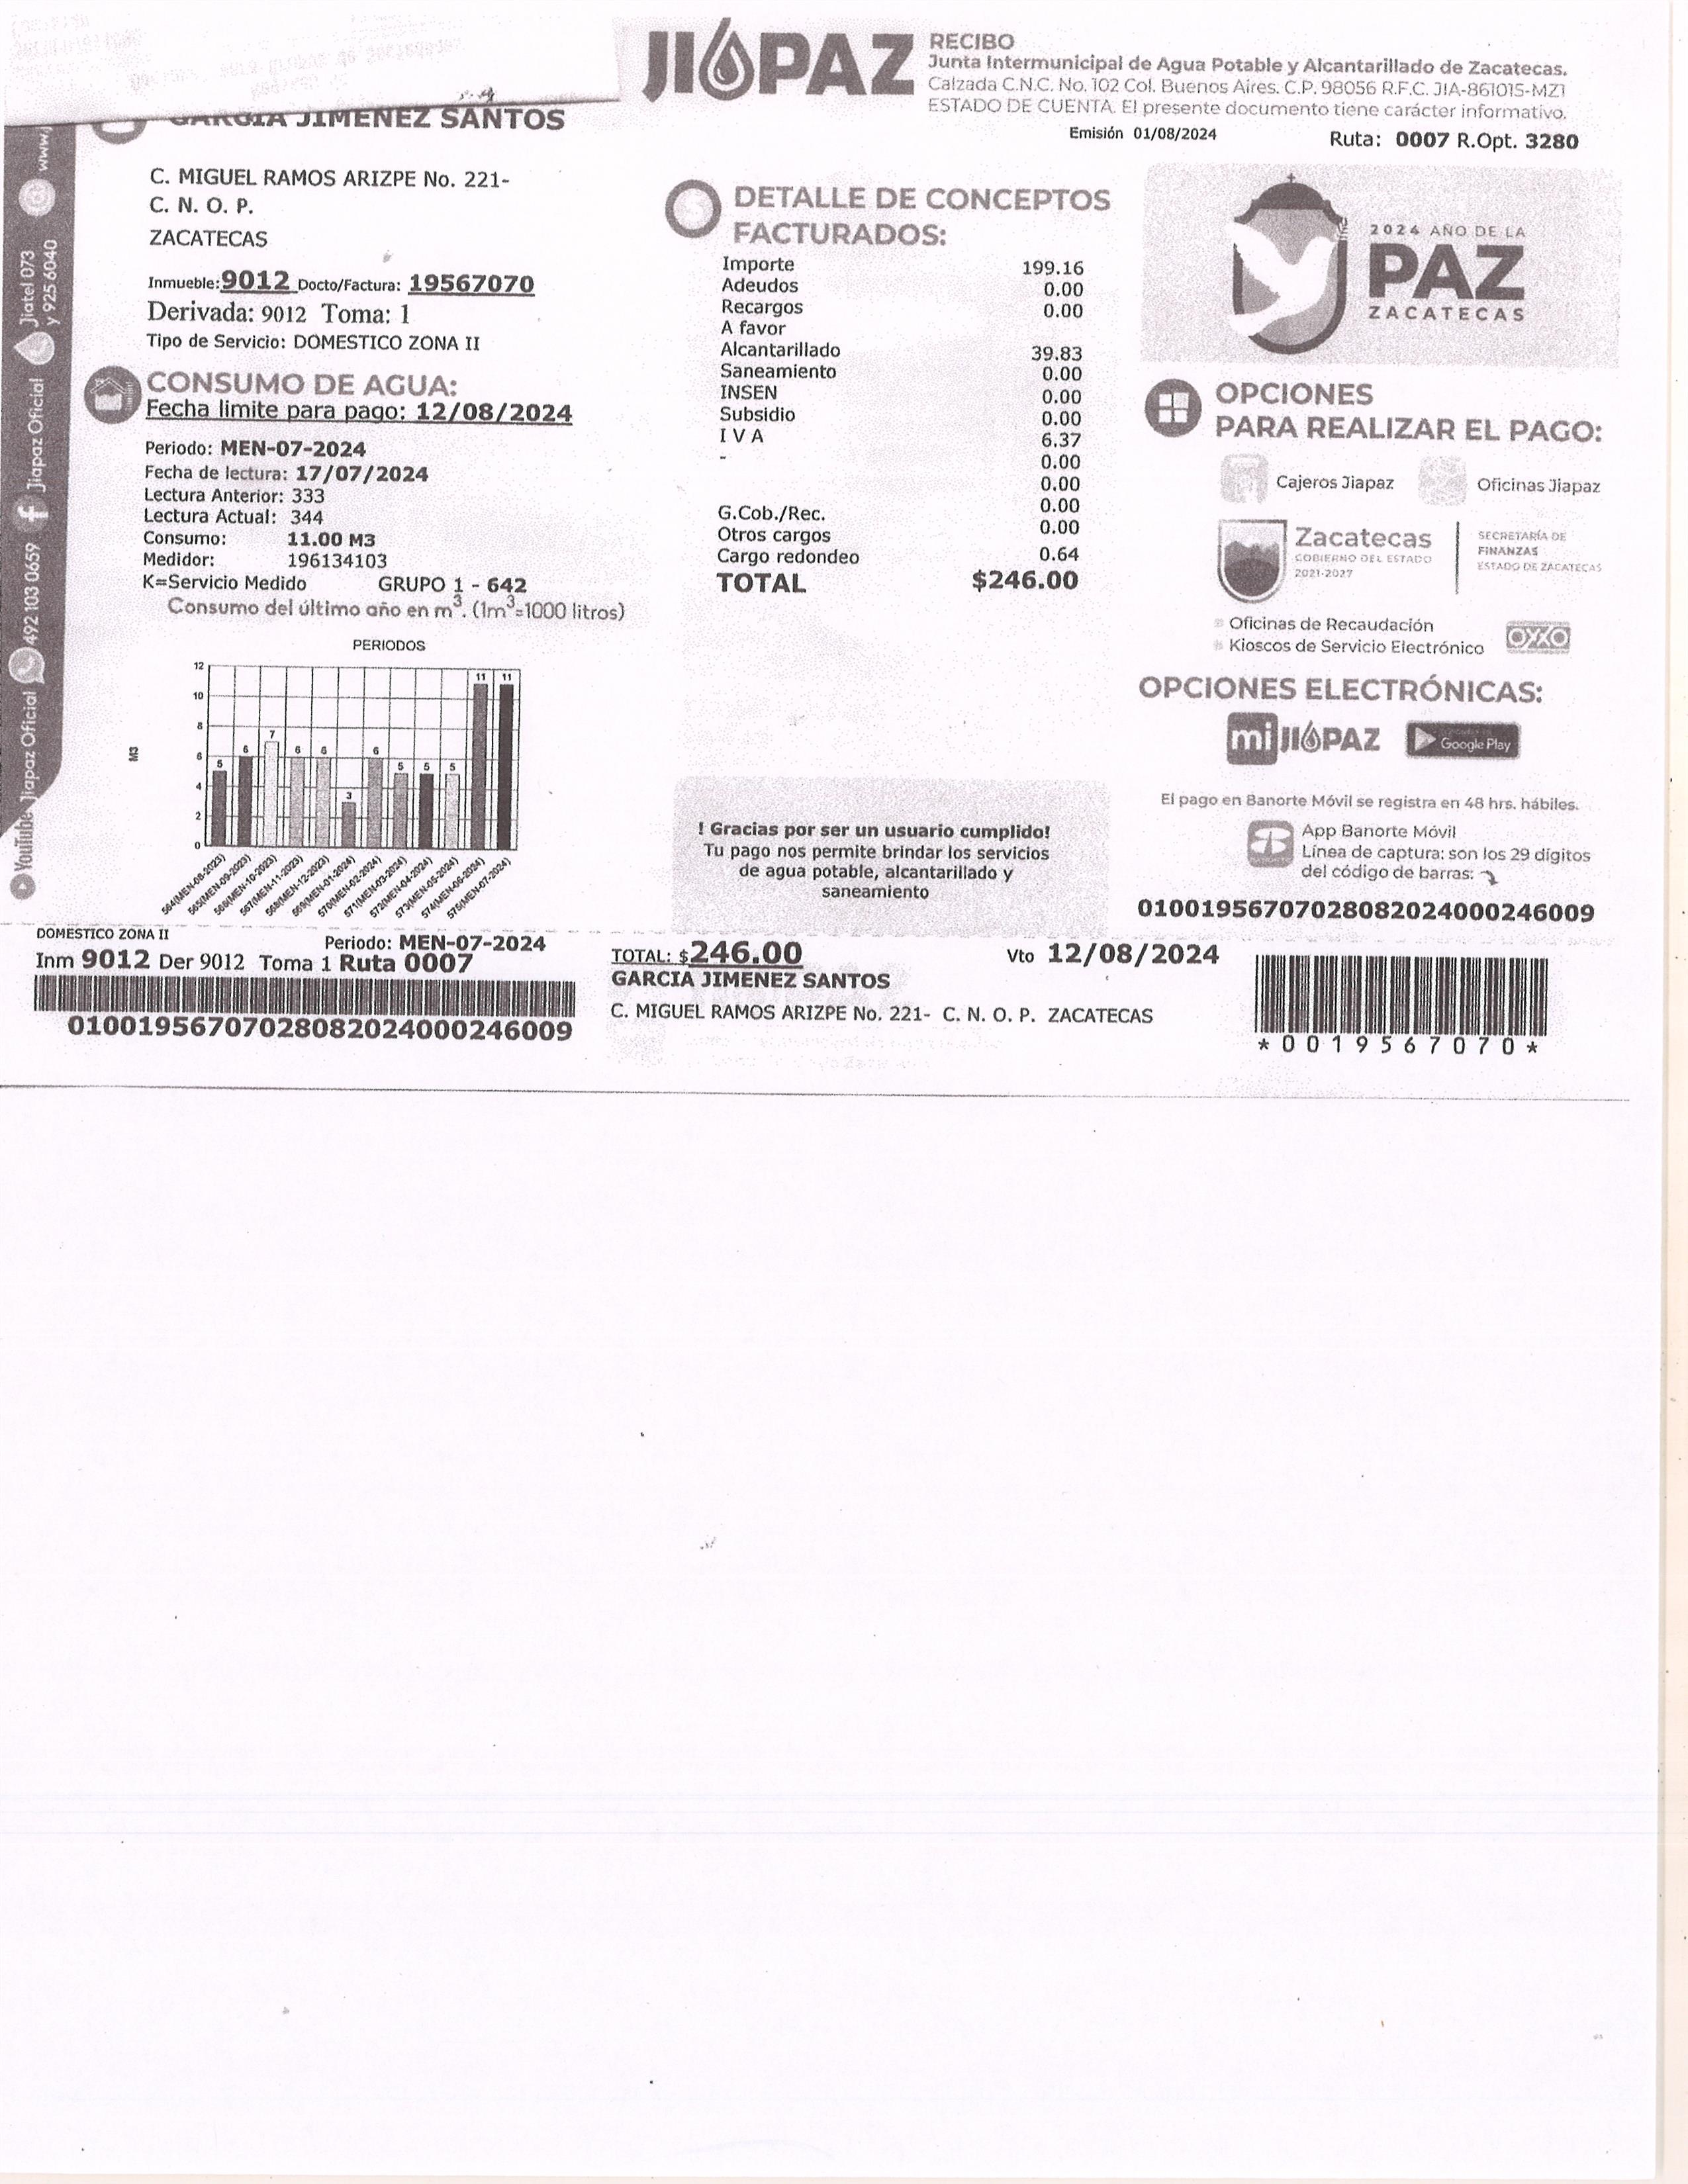 JIAPAZ
RECIBO
Junta Intermunicipal de Agua Potable y Alcantarillado de Zacatecas.
Calzada C.N.C. No. 102 Col. Buenos Aires. C.P. 98056 R.F.C. JIA-861015-MZ1
ESTADO DE CUENTA. El presente documento tiene carácter informativo.
Emisión 01/08/2024
Ruta: 0007 R.Opt. 3280
GARCIA JIMENEZ SANTOS
C. MIGUEL RAMOS ARIZPE No. 221-
C. N. O. P.
ZACATECAS
Inmueble:9012 Docto/Factura: 19567070
Derivada: 9012 Toma: 1
Tipo de Servicio: DOMESTICO ZONA II
CONSUMO DE AGUA:
Fecha limite para pago: 12/08/2024
Periodo: MEN-07-2024
Fecha de lectura: 17/07/2024
Lectura Anterior: 333
Lectura Actual: 344
Consumo: 11.00 M3
Medidor: 196134103
K=Servicio Medido GRUPO 1 - 642
Consumo del último año en m³. (1m³=1000 litros)
PERIODOS
M3
12
10
8
6
4
2
0
5 6 7 6 6 3 6 5 5 5 11 11
564(MEN-08-2023)
565(MEN-09-2023)
566(MEN-10-2023)
567(MEN-11-2023)
568(MEN-12-2023)
569(MEN-01-2024)
570(MEN-02-2024)
571(MEN-03-2024)
572(MEN-04-2024)
573(MEN-05-2024)
574(MEN-06-2024)
575(MEN-07-2024)
DETALLE DE CONCEPTOS
FACTURADOS:
Importe 199.16
Adeudos 0.00
Recargos 0.00
A favor
Alcantarillado 39.83
Saneamiento 0.00
INSEN 0.00
Subsidio 0.00
I V A 6.37
- 0.00
0.00
G.Cob./Rec. 0.00
Otros cargos 0.00
Cargo redondeo 0.64
TOTAL $246.00
! Gracias por ser un usuario cumplido!
Tu pago nos permite brindar los servicios
de agua potable, alcantarillado y
saneamiento
2024 AÑO DE LA
PAZ
ZACATECAS
OPCIONES
PARA REALIZAR EL PAGO:
Cajeros Jiapaz Oficinas Jiapaz
Zacatecas
GOBIERNO DEL ESTADO
2021-2027
SECRETARÍA DE
FINANZAS
ESTADO DE ZACATECAS
Oficinas de Recaudación
Kioscos de Servicio Electrónico
OXXO
OPCIONES ELECTRÓNICAS:
mi JIAPAZ
Google Play
El pago en Banorte Móvil se registra en 48 hrs. hábiles.
App Banorte Móvil
Línea de captura: son los 29 dígitos
del código de barras:
01001956707028082024000246009
YouTube Jiapaz Oficial
492 103 0659
Jiapaz Oficial
Jiatel 073
y 925 6040
DOMESTICO ZONA II
Periodo: MEN-07-2024
Inm 9012 Der 9012 Toma 1 Ruta 0007
01001956707028082024000246009
TOTAL: $246.00
GARCIA JIMENEZ SANTOS
C. MIGUEL RAMOS ARIZPE No. 221- C. N. O. P. ZACATECAS
Vto 12/08/2024
*0019567070*